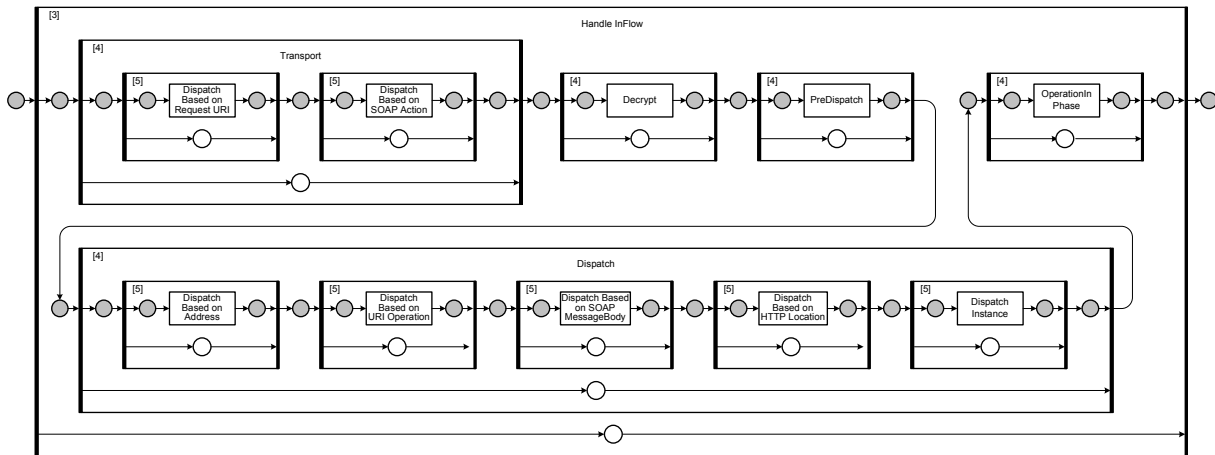 [3]
Handle InFlow
[4]
Transport
[5]
Dispatch
Based on
Request URI
[5]
Dispatch
Based on
SOAP Action
[4]
Decrypt
[4]
PreDispatch
[4]
OperationIn
Phase
[4]
Dispatch
[5]
Dispatch
Based on
Address
[5]
Dispatch
Based on
URI Operation
[5]
Dispatch Based
on SOAP
MessageBody
[5]
Dispatch
Based on
HTTP Location
[5]
Dispatch
Instance